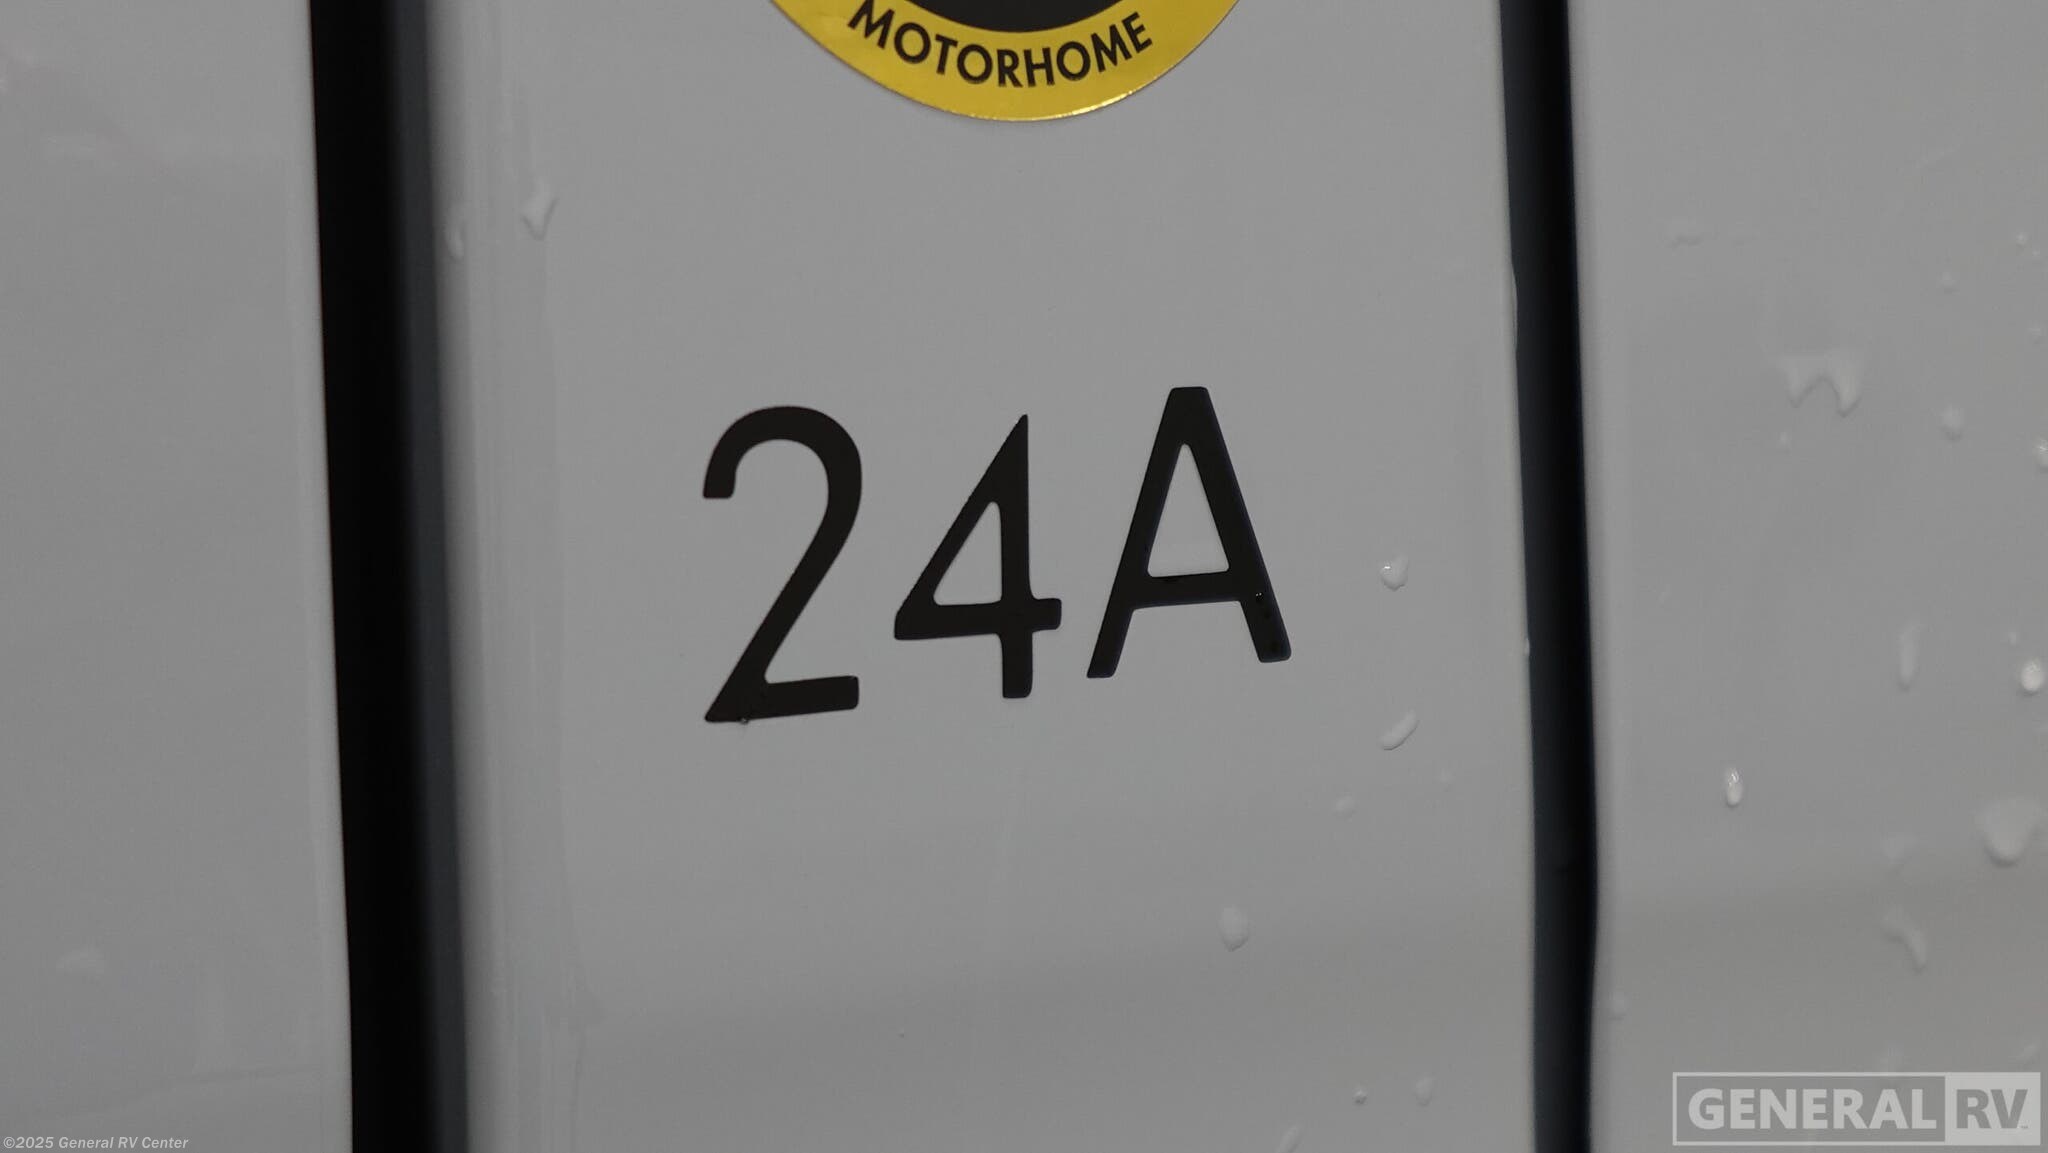 MOTORHOME
24A
GENERAL RV
©2025 General RV Center